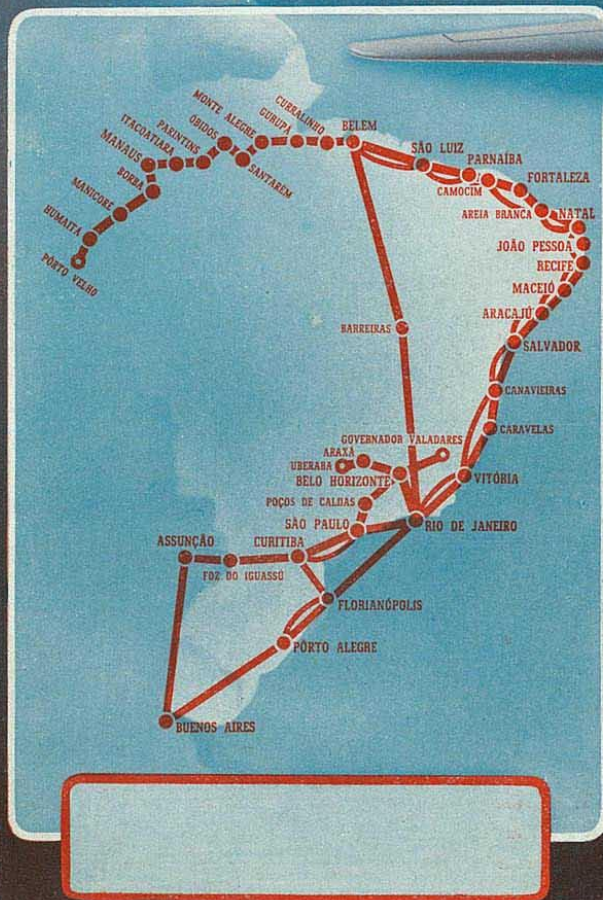 CURRALINHO
GURUPÁ
MONTE ALEGRE
OBIDOS
PARINTINS
ITACOATIARA
MANAUS
BORBA
MANICORE
HUMAITA
PÔRTO VELHO
SANTAREM
BELEM
SÃO LUIZ
PARNAÍBA
CAMOCIM
FORTALEZA
AREIA BRANCA
NATAL
JOÃO PESSOA
RECIFE
MACEIÓ
ARACAJÚ
SALVADOR
BARREIRAS
CANAVIEIRAS
CARAVELAS
GOVERNADOR VALADARES
ARAXÁ
UBERABA
BELO HORIZONTE
VITÓRIA
POÇOS DE CALDAS
SÃO PAULO
RIO DE JANEIRO
ASSUNÇÃO
CURITIBA
FOZ DO IGUASSÚ
FLORIANÓPOLIS
PÔRTO ALEGRE
BUENOS AIRES